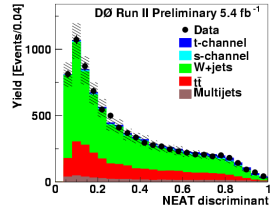 DØ Run II Preliminary 5.4 fb⁻¹
Yield [Events/0.04]
1000
500
0
Data
t-channel
s-channel
W+jets
tt̄
Multijets
0 0.2 0.4 0.6 0.8 1
NEAT discriminant